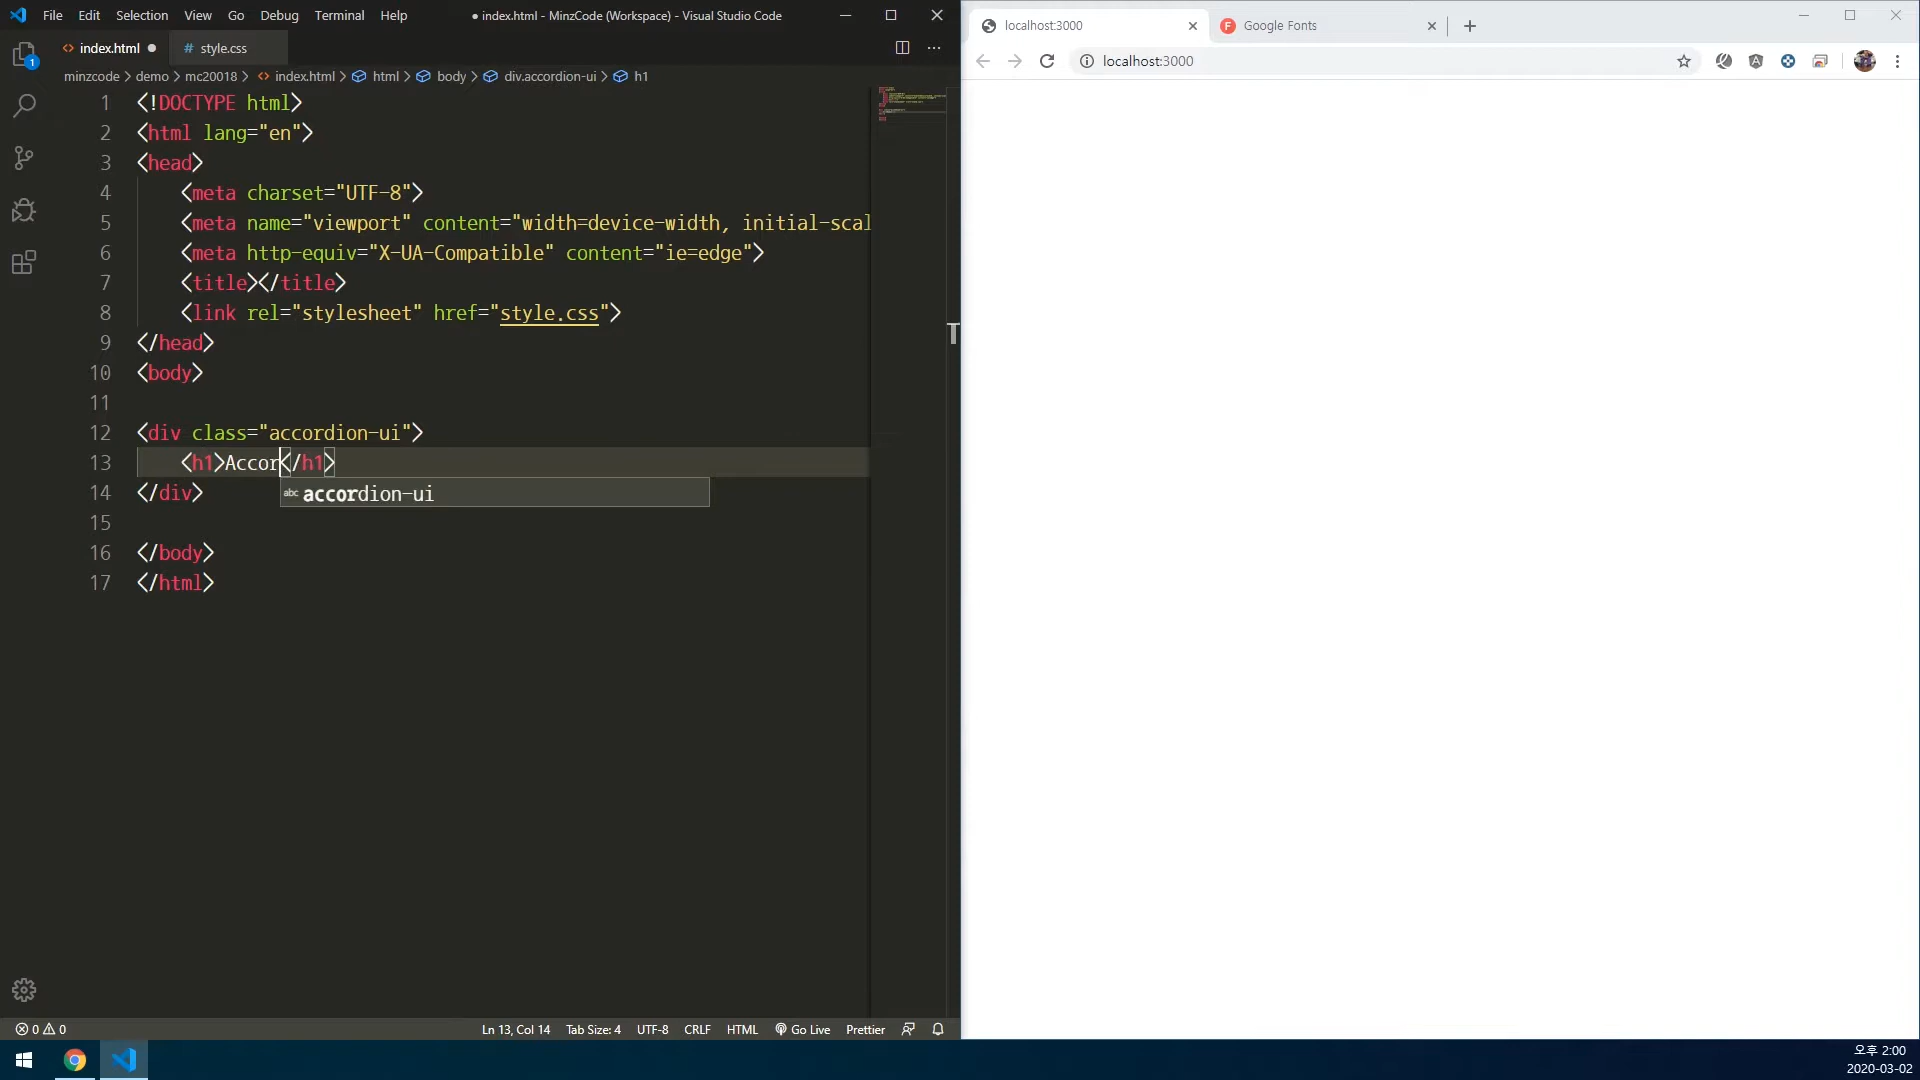 File Edit Selection View Go Debug Terminal Help
● index.html - MinzCode (Workspace) - Visual Studio Code
index.html
# style.css
minzcode > demo > mc20018 > index.html > html > body > div.accordion-ui > h1
1 <!DOCTYPE html>
2 <html lang="en">
3 <head>
4 <meta charset="UTF-8">
5 <meta name="viewport" content="width=device-width, initial-scal
6 <meta http-equiv="X-UA-Compatible" content="ie=edge">
7 <title></title>
8 <link rel="stylesheet" href="style.css">
9 </head>
10 <body>
11
12 <div class="accordion-ui">
13 <h1>Accor</h1>
abc accordion-ui
14 </div>
15
16 </body>
17 </html>
1
0 0
Ln 13, Col 14 Tab Size: 4 UTF-8 CRLF HTML Go Live Prettier
localhost:3000
F Google Fonts
localhost:3000
오후 2:00
2020-03-02